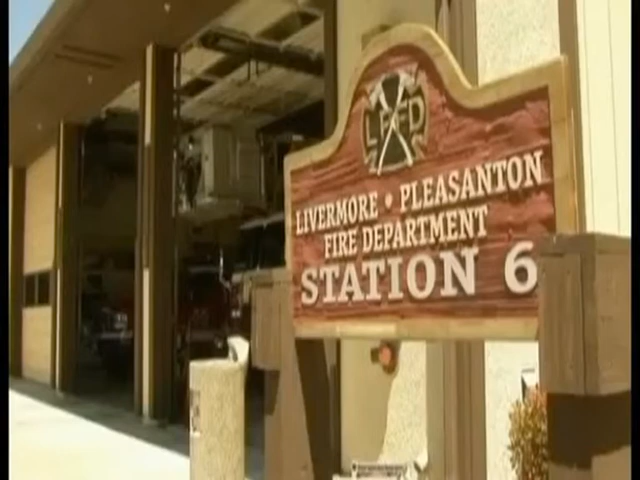 LPFD
LIVERMORE • PLEASANTON
FIRE DEPARTMENT
STATION 6